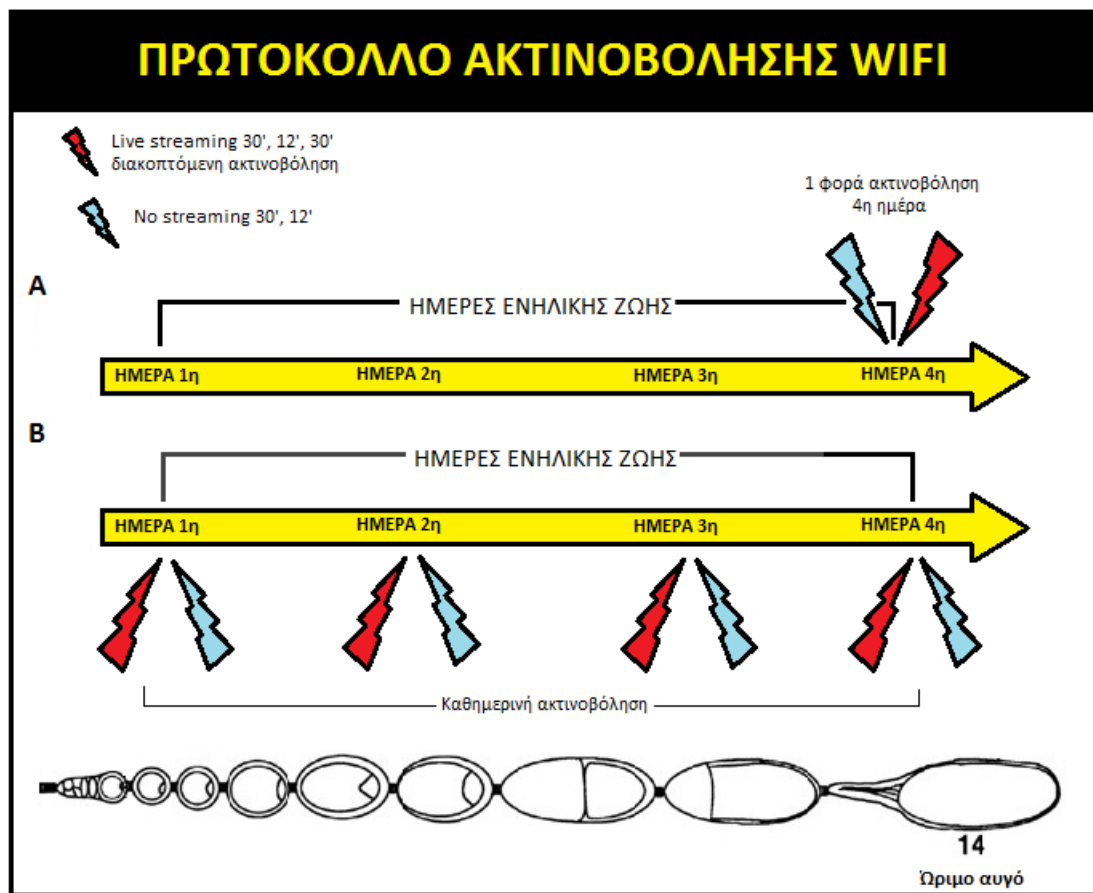 ΠΡΩΤΟΚΟΛΛΟ ΑΚΤΙΝΟΒΟΛΗΣΗΣ WIFI
Live streaming 30', 12', 30'
διακοπτόμενη ακτινοβόληση
No streaming 30', 12'
1 φορά ακτινοβόληση
4η ημέρα
A
ΗΜΕΡΕΣ ΕΝΗΛΙΚΗΣ ΖΩΗΣ
ΗΜΕΡΑ 1η ΗΜΕΡΑ 2η ΗΜΕΡΑ 3η ΗΜΕΡΑ 4η
B
ΗΜΕΡΕΣ ΕΝΗΛΙΚΗΣ ΖΩΗΣ
ΗΜΕΡΑ 1η ΗΜΕΡΑ 2η ΗΜΕΡΑ 3η ΗΜΕΡΑ 4η
Καθημερινή ακτινοβόληση
14
Ώριμο αυγό